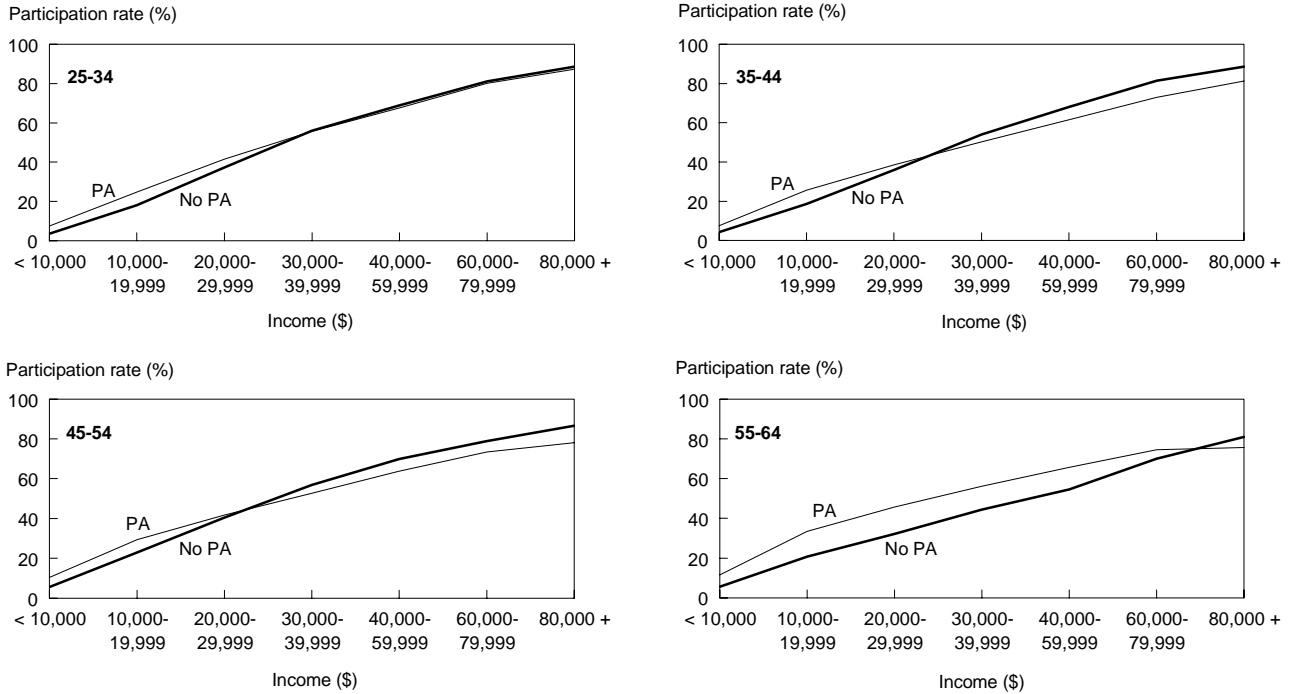 Participation rate (%)
100
80
60
40
20
0
25-34
PA
No PA
< 10,000 10,000- 20,000- 30,000- 40,000- 60,000- 80,000 +
19,999 29,999 39,999 59,999 79,999
Income ($)
Participation rate (%)
100
80
60
40
20
0
35-44
PA
No PA
< 10,000 10,000- 20,000- 30,000- 40,000- 60,000- 80,000 +
19,999 29,999 39,999 59,999 79,999
Income ($)
Participation rate (%)
100
80
60
40
20
0
45-54
PA
No PA
< 10,000 10,000- 20,000- 30,000- 40,000- 60,000- 80,000 +
19,999 29,999 39,999 59,999 79,999
Income ($)
Participation rate (%)
100
80
60
40
20
0
55-64
PA
No PA
< 10,000 10,000- 20,000- 30,000- 40,000- 60,000- 80,000 +
19,999 29,999 39,999 59,999 79,999
Income ($)